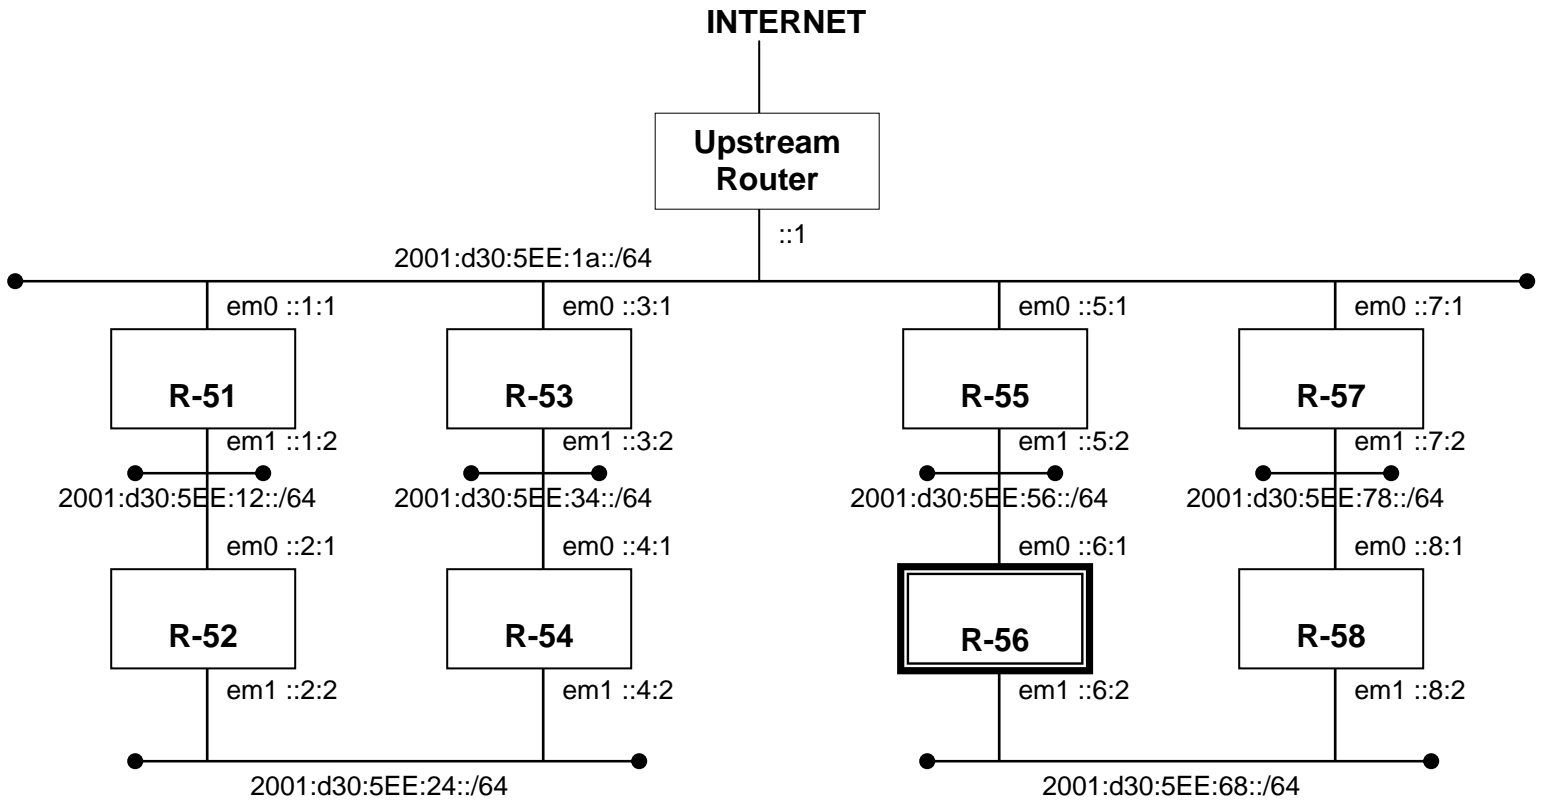 INTERNET
Upstream
Router
::1
2001:d30:5EE:1a::/64
em0 ::1:1
em0 ::3:1
em0 ::5:1
em0 ::7:1
R-51
R-53
R-55
R-57
em1 ::1:2
em1 ::3:2
em1 ::5:2
em1 ::7:2
2001:d30:5EE:12::/64
2001:d30:5EE:34::/64
2001:d30:5EE:56::/64
2001:d30:5EE:78::/64
em0 ::2:1
em0 ::4:1
em0 ::6:1
em0 ::8:1
R-52
R-54
R-56
R-58
em1 ::2:2
em1 ::4:2
em1 ::6:2
em1 ::8:2
2001:d30:5EE:24::/64
2001:d30:5EE:68::/64